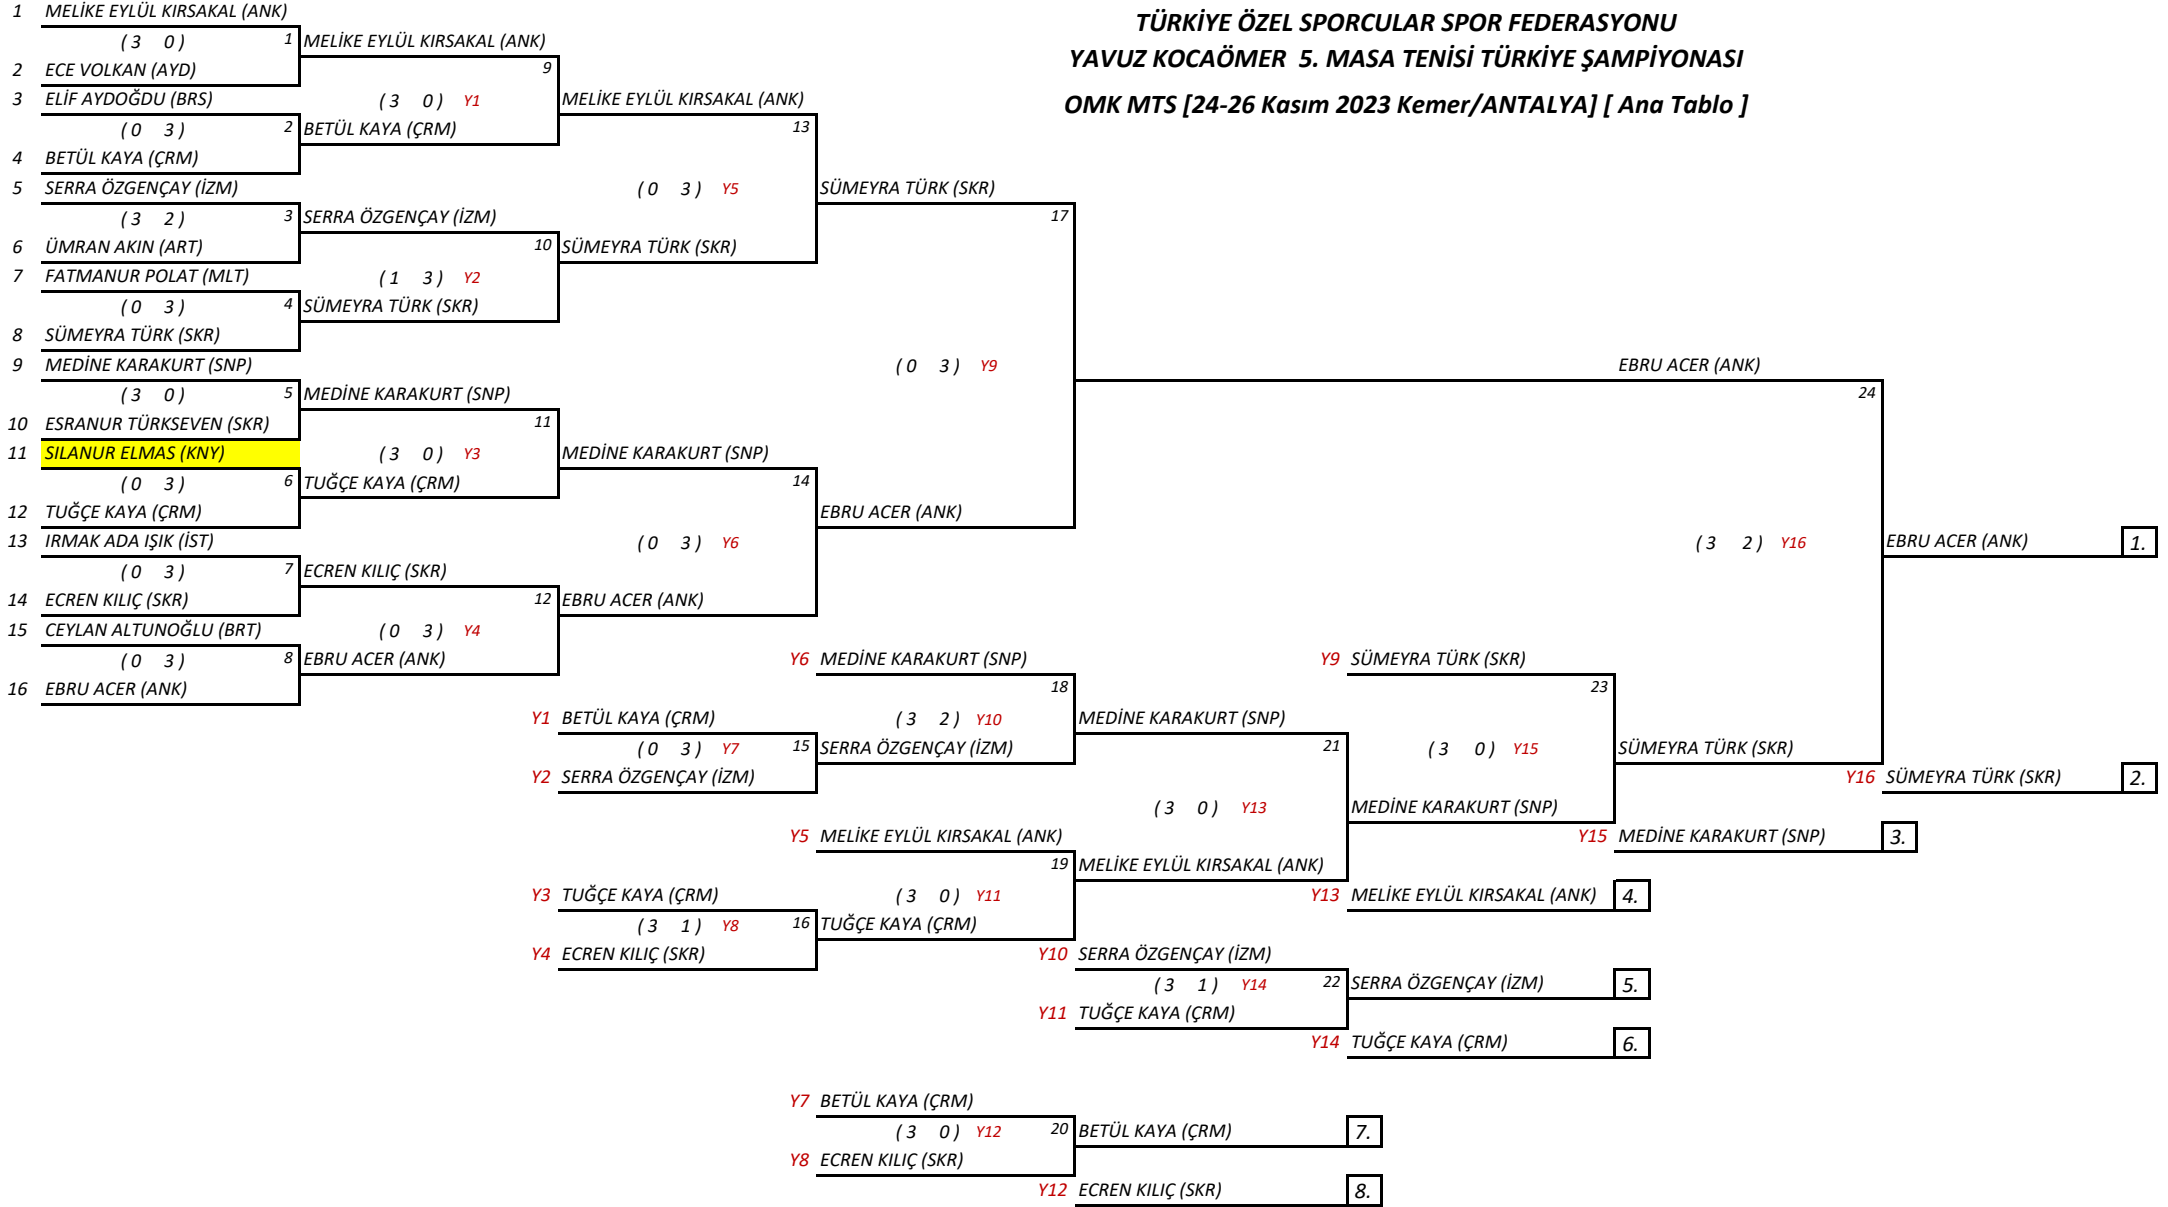 TÜRKİYE ÖZEL SPORCULAR SPOR FEDERASYONU
YAVUZ KOCAÖMER 5. MASA TENİSİ TÜRKİYE ŞAMPİYONASI
OMK MTS [24-26 Kasım 2023 Kemer/ANTALYA] [ Ana Tablo ]
1 MELİKE EYLÜL KIRSAKAL (ANK)
( 3 0 ) 1 MELİKE EYLÜL KIRSAKAL (ANK)
2 ECE VOLKAN (AYD) 9
3 ELİF AYDOĞDU (BRS) ( 3 0 ) Y1 MELİKE EYLÜL KIRSAKAL (ANK)
( 0 3 ) 2 BETÜL KAYA (ÇRM) 13
4 BETÜL KAYA (ÇRM)
5 SERRA ÖZGENÇAY (İZM) ( 0 3 ) Y5 SÜMEYRA TÜRK (SKR)
( 3 2 ) 3 SERRA ÖZGENÇAY (İZM) 17
6 ÜMRAN AKIN (ART) 10 SÜMEYRA TÜRK (SKR)
7 FATMANUR POLAT (MLT) ( 1 3 ) Y2
( 0 3 ) 4 SÜMEYRA TÜRK (SKR)
8 SÜMEYRA TÜRK (SKR)
9 MEDİNE KARAKURT (SNP) ( 0 3 ) Y9 EBRU ACER (ANK)
( 3 0 ) 5 MEDİNE KARAKURT (SNP) 24
10 ESRANUR TÜRKSEVEN (SKR) 11
11 SILANUR ELMAS (KNY) ( 3 0 ) Y3 MEDİNE KARAKURT (SNP)
( 0 3 ) 6 TUĞÇE KAYA (ÇRM) 14
12 TUĞÇE KAYA (ÇRM) EBRU ACER (ANK)
13 IRMAK ADA IŞIK (İST) ( 0 3 ) Y6 ( 3 2 ) Y16 EBRU ACER (ANK) 1.
( 0 3 ) 7 ECREN KILIÇ (SKR)
14 ECREN KILIÇ (SKR) 12 EBRU ACER (ANK)
15 CEYLAN ALTUNOĞLU (BRT) ( 0 3 ) Y4
( 0 3 ) 8 EBRU ACER (ANK) Y6 MEDİNE KARAKURT (SNP) Y9 SÜMEYRA TÜRK (SKR)
16 EBRU ACER (ANK) 18 23
Y1 BETÜL KAYA (ÇRM) ( 3 2 ) Y10 MEDİNE KARAKURT (SNP)
( 0 3 ) Y7 15 SERRA ÖZGENÇAY (İZM) 21 ( 3 0 ) Y15 SÜMEYRA TÜRK (SKR)
Y2 SERRA ÖZGENÇAY (İZM) Y16 SÜMEYRA TÜRK (SKR) 2.
( 3 0 ) Y13 MEDİNE KARAKURT (SNP)
Y5 MELİKE EYLÜL KIRSAKAL (ANK) Y15 MEDİNE KARAKURT (SNP) 3.
19 MELİKE EYLÜL KIRSAKAL (ANK)
Y3 TUĞÇE KAYA (ÇRM) ( 3 0 ) Y11 Y13 MELİKE EYLÜL KIRSAKAL (ANK) 4.
( 3 1 ) Y8 16 TUĞÇE KAYA (ÇRM)
Y4 ECREN KILIÇ (SKR) Y10 SERRA ÖZGENÇAY (İZM)
( 3 1 ) Y14 22 SERRA ÖZGENÇAY (İZM) 5.
Y11 TUĞÇE KAYA (ÇRM)
Y14 TUĞÇE KAYA (ÇRM) 6.
Y7 BETÜL KAYA (ÇRM)
( 3 0 ) Y12 20 BETÜL KAYA (ÇRM) 7.
Y8 ECREN KILIÇ (SKR)
Y12 ECREN KILIÇ (SKR) 8.